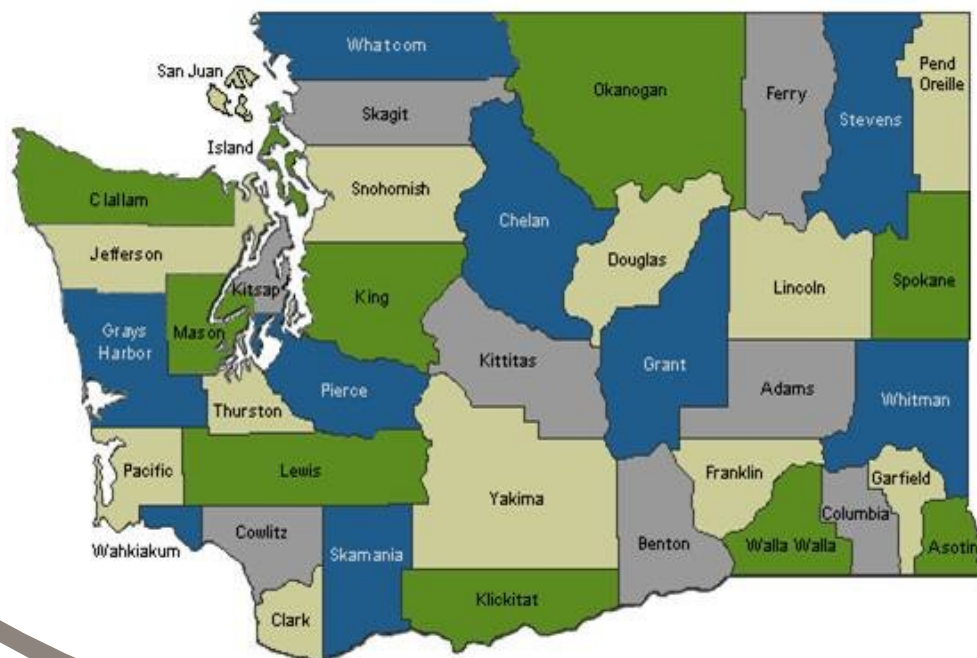 Whatcom
San Juan
Skagit
Island
Okanogan
Ferry
Stevens
Pend
Oreille
Clallam
Snohomish
Chelan
Jefferson
Kitsap
King
Douglas
Lincoln
Spokane
Mason
Grays
Harbor
Kittitas
Grant
Adams
Whitman
Pierce
Thurston
Pacific
Lewis
Yakima
Franklin
Garfield
Columbia
Wahkiakum
Cowlitz
Skamania
Benton
Walla Walla
Asotin
Klickitat
Clark